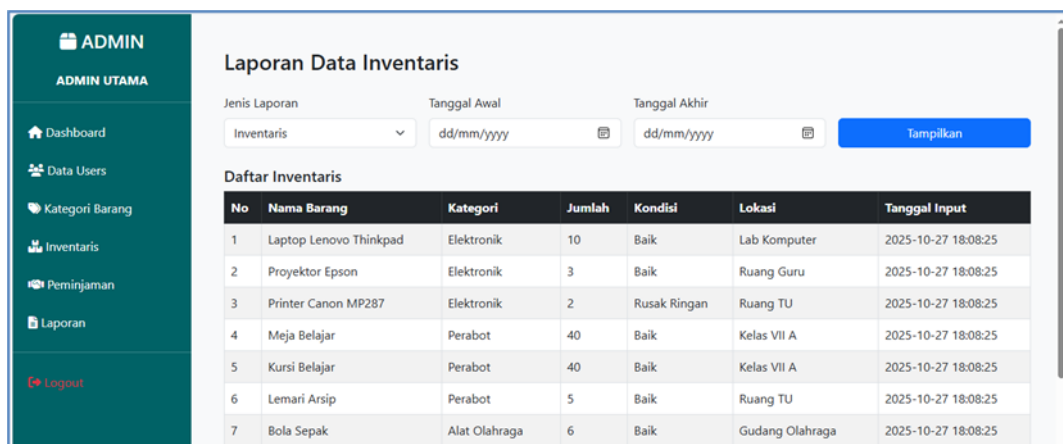 ADMIN
ADMIN UTAMA
Dashboard
Data Users
Kategori Barang
Inventaris
Peminjaman
Laporan
Logout
Laporan Data Inventaris
Jenis Laporan Tanggal Awal Tanggal Akhir
Inventaris dd/mm/yyyy dd/mm/yyyy Tampilkan
Daftar Inventaris
No Nama Barang Kategori Jumlah Kondisi Lokasi Tanggal Input
1 Laptop Lenovo Thinkpad Elektronik 10 Baik Lab Komputer 2025-10-27 18:08:25
2 Proyektor Epson Elektronik 3 Baik Ruang Guru 2025-10-27 18:08:25
3 Printer Canon MP287 Elektronik 2 Rusak Ringan Ruang TU 2025-10-27 18:08:25
4 Meja Belajar Perabot 40 Baik Kelas VII A 2025-10-27 18:08:25
5 Kursi Belajar Perabot 40 Baik Kelas VII A 2025-10-27 18:08:25
6 Lemari Arsip Perabot 5 Baik Ruang TU 2025-10-27 18:08:25
7 Bola Sepak Alat Olahraga 6 Baik Gudang Olahraga 2025-10-27 18:08:25